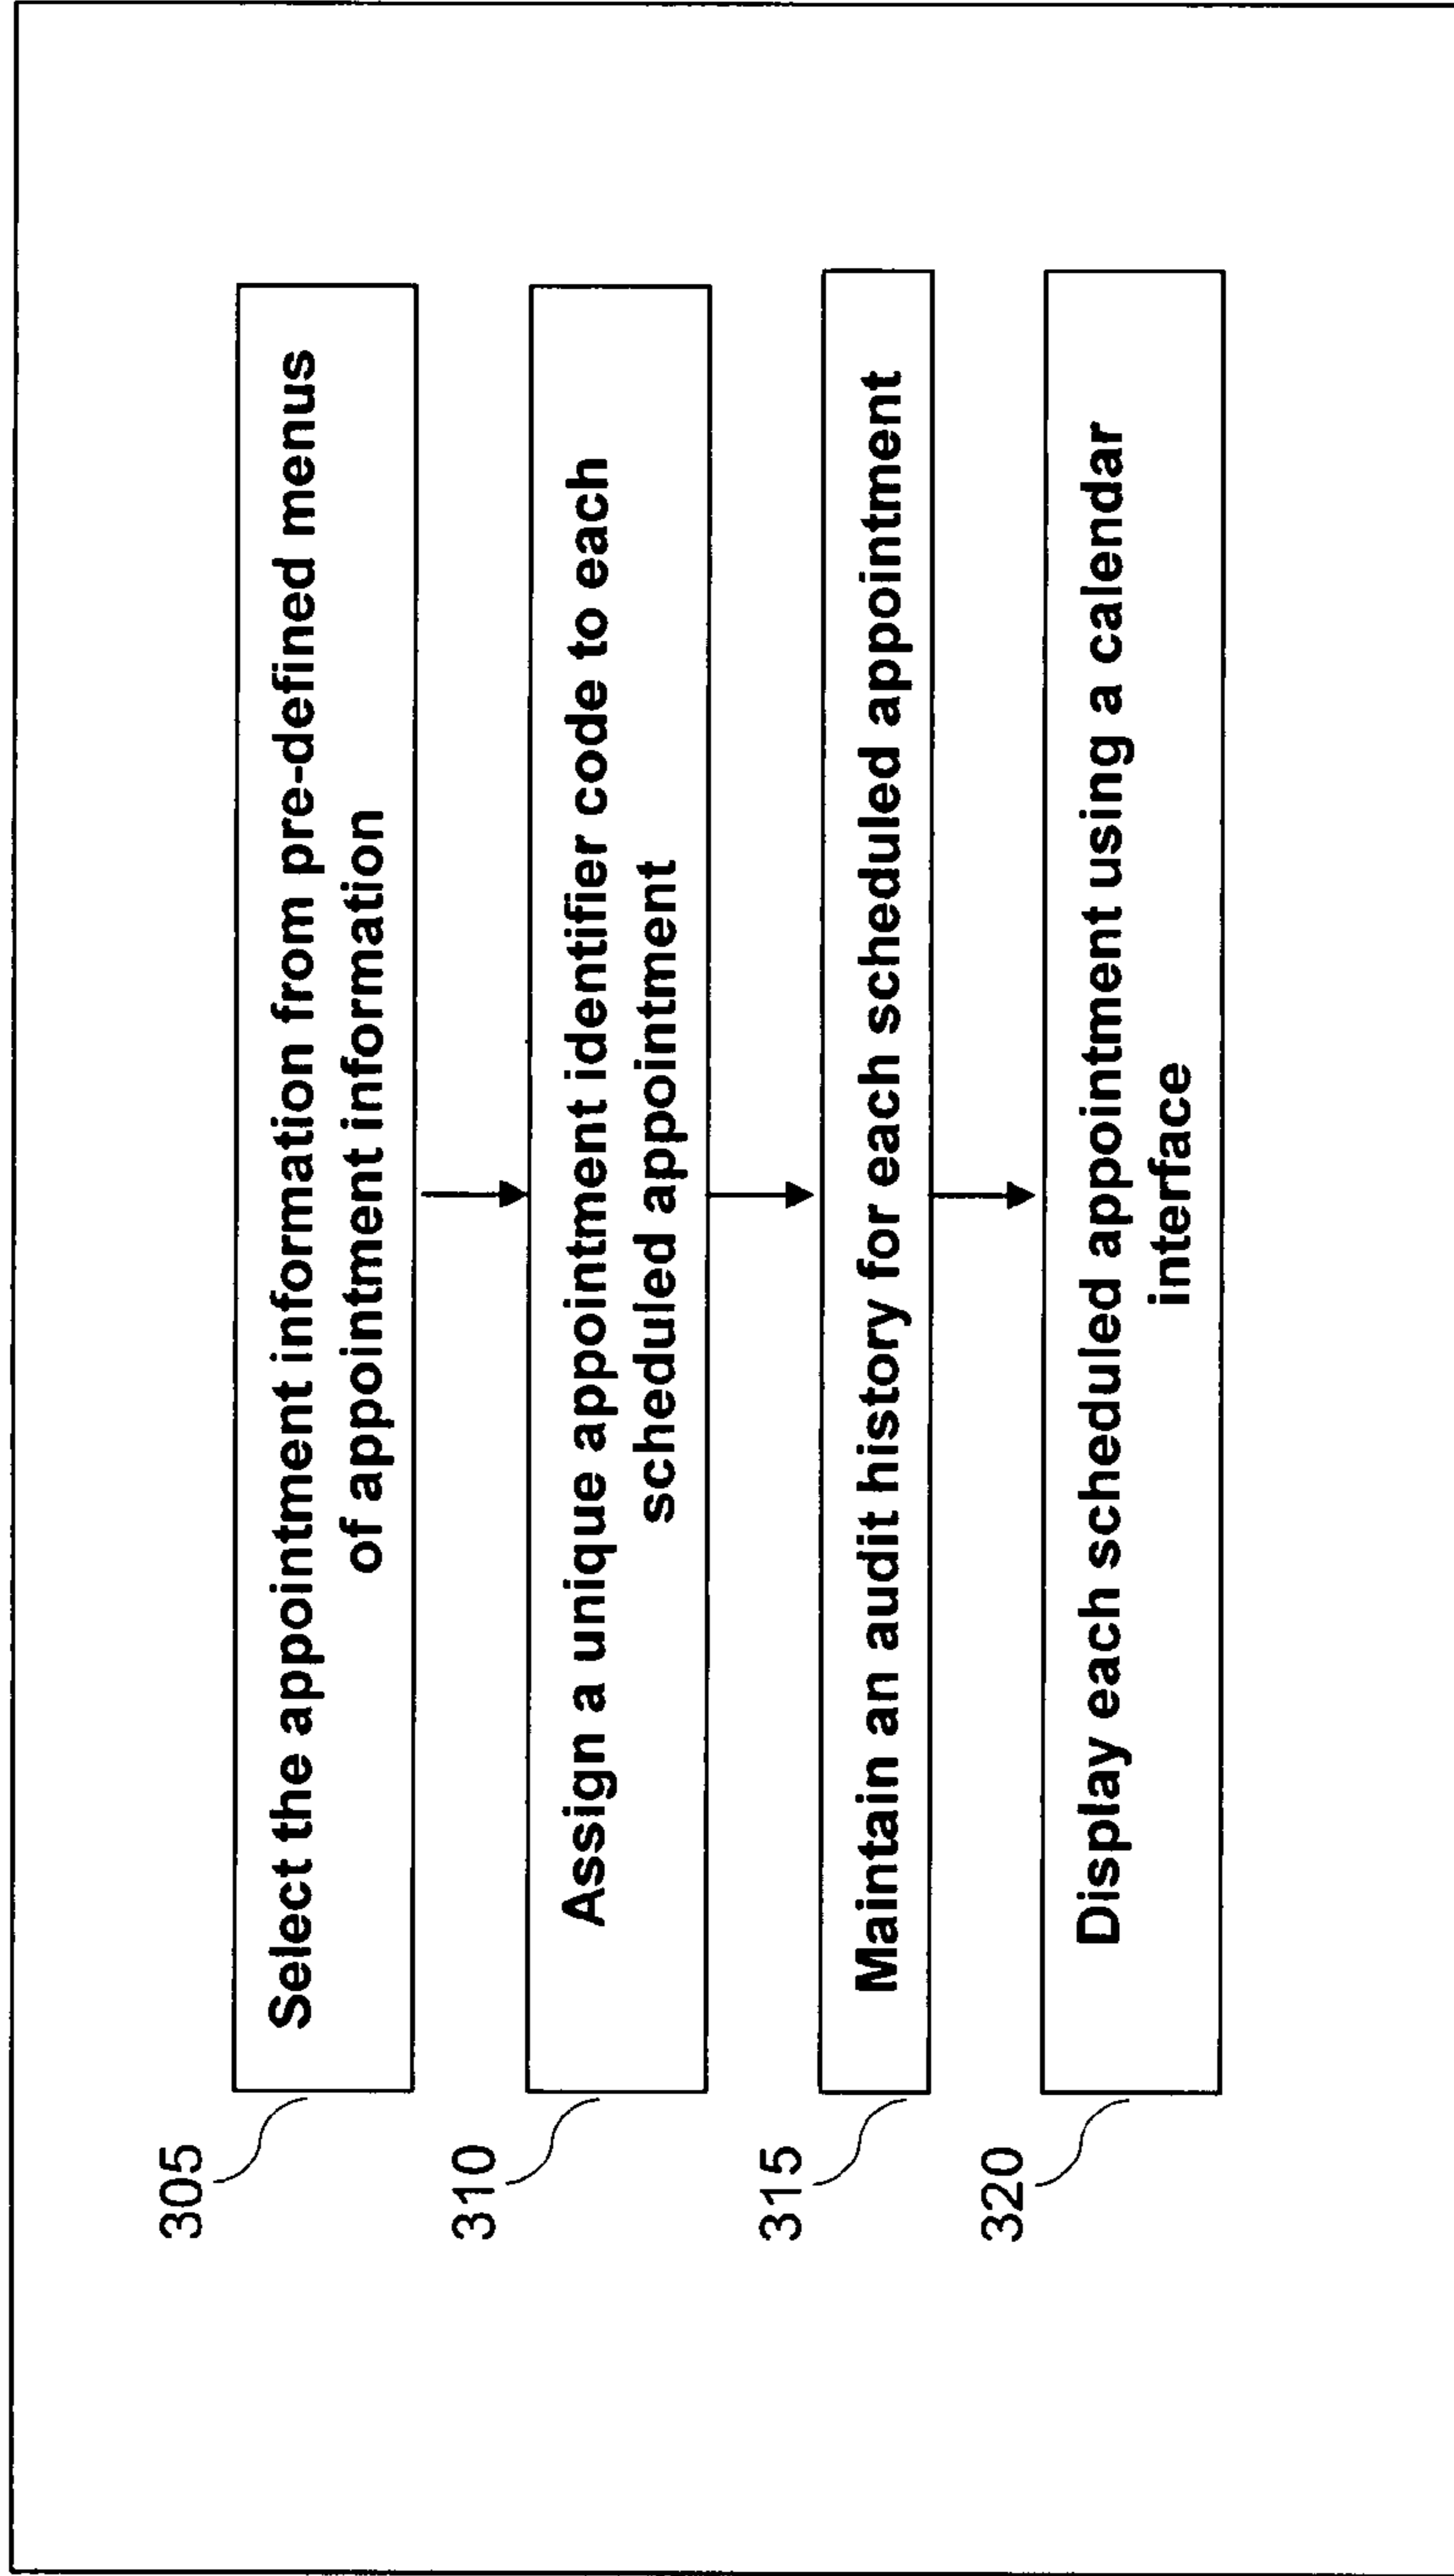 305
Select the appointment information from pre-defined menus
of appointment information
310
Assign a unique appointment identifier code to each
scheduled appointment
315
Maintain an audit history for each scheduled appointment
320
Display each scheduled appointment using a calendar
interface